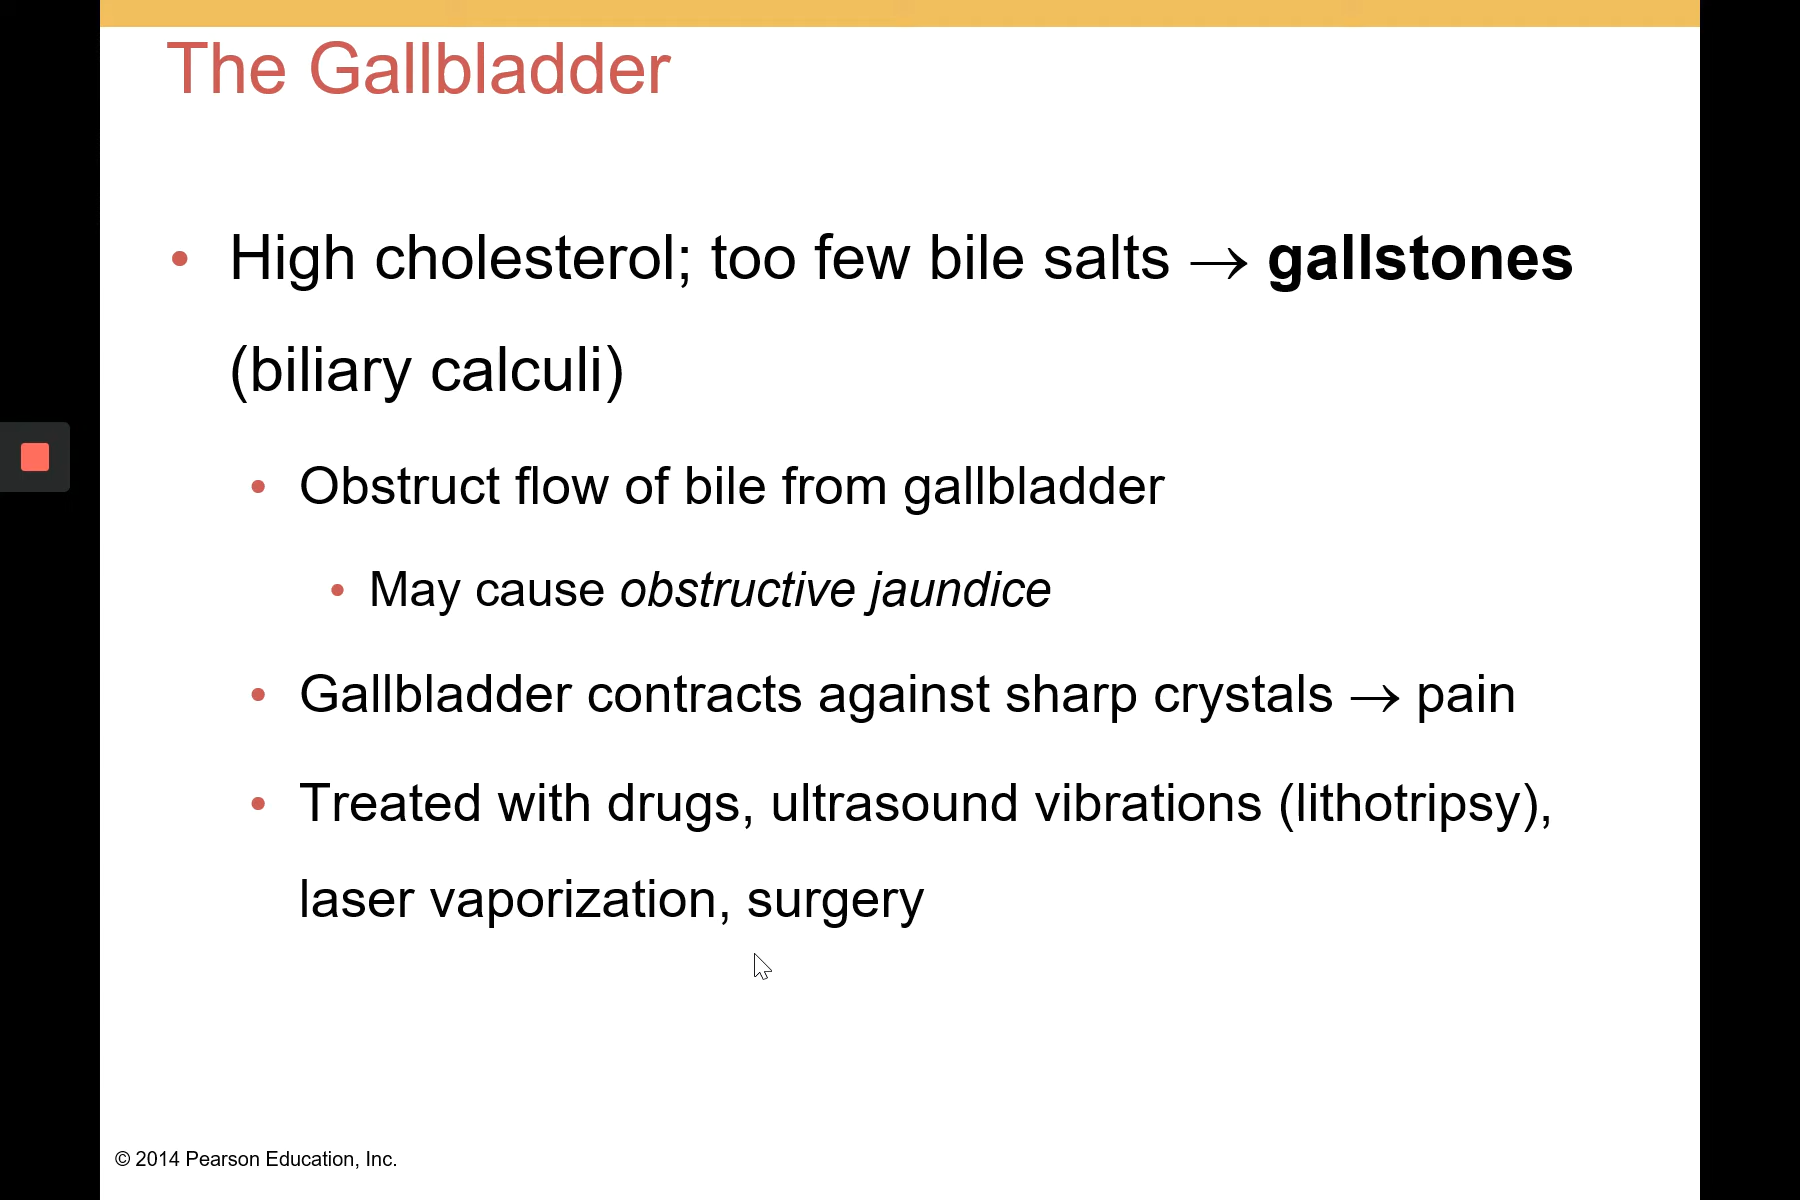 The Gallbladder
• High cholesterol; too few bile salts → gallstones
(biliary calculi)
• Obstruct flow of bile from gallbladder
• May cause obstructive jaundice
• Gallbladder contracts against sharp crystals → pain
• Treated with drugs, ultrasound vibrations (lithotripsy),
laser vaporization, surgery
© 2014 Pearson Education, Inc.